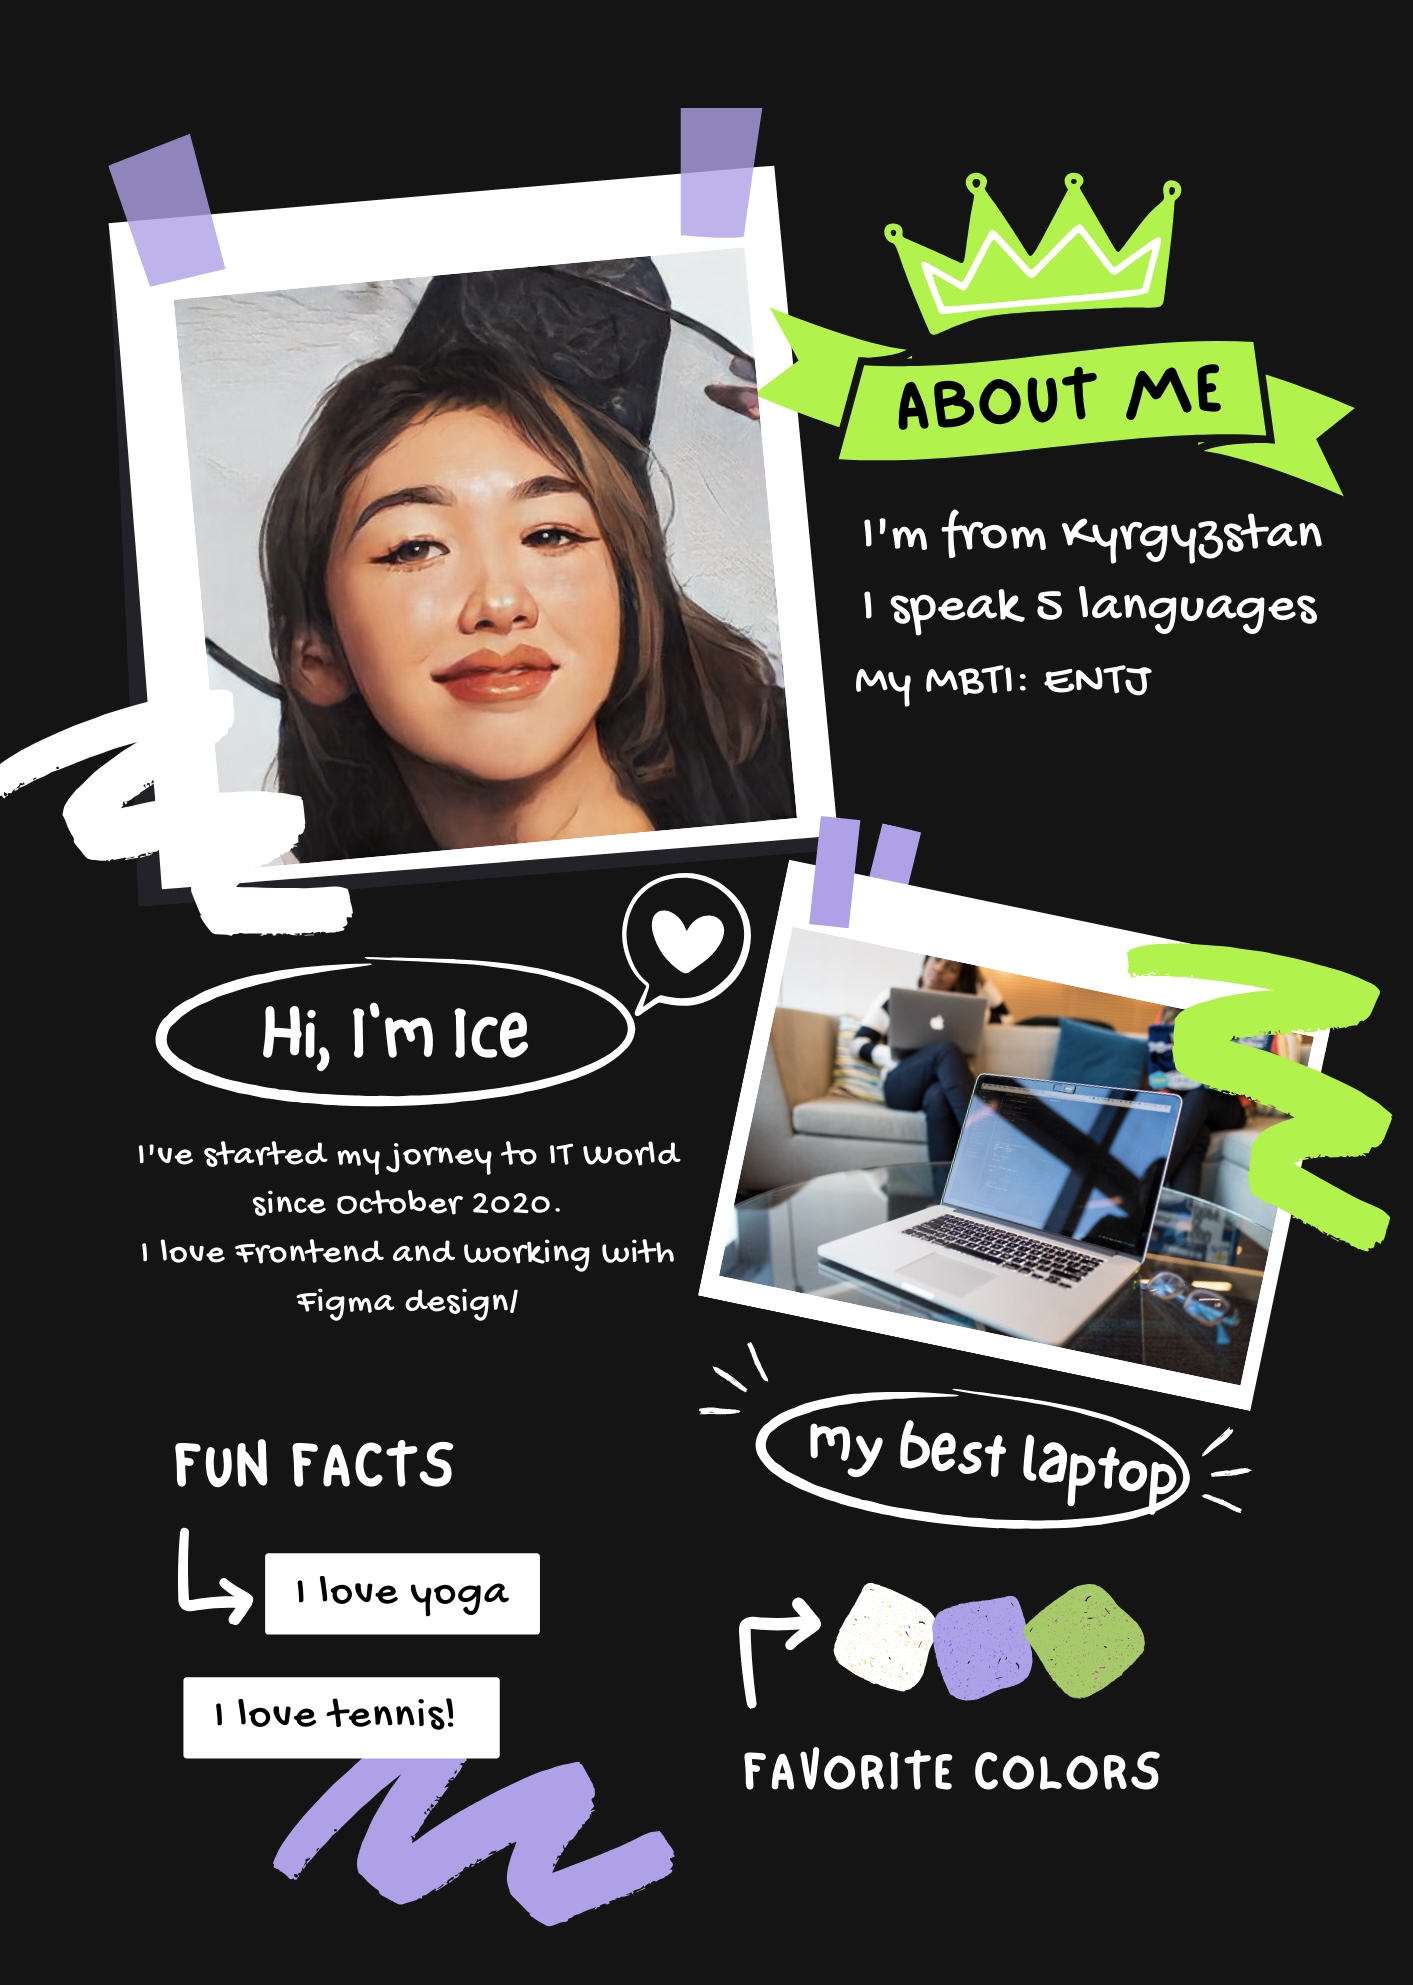 ABOUT ME
I'm from Kyrgyzstan
I speak 5 languages
My MBTI: ENTJ
Hi, I'm Ice
I've started my jorney to IT World
since October 2020.
I love Frontend and working with
Figma design/
my best laptop
FUN FACTS
I love yoga
I love tennis!
FAVORITE COLORS